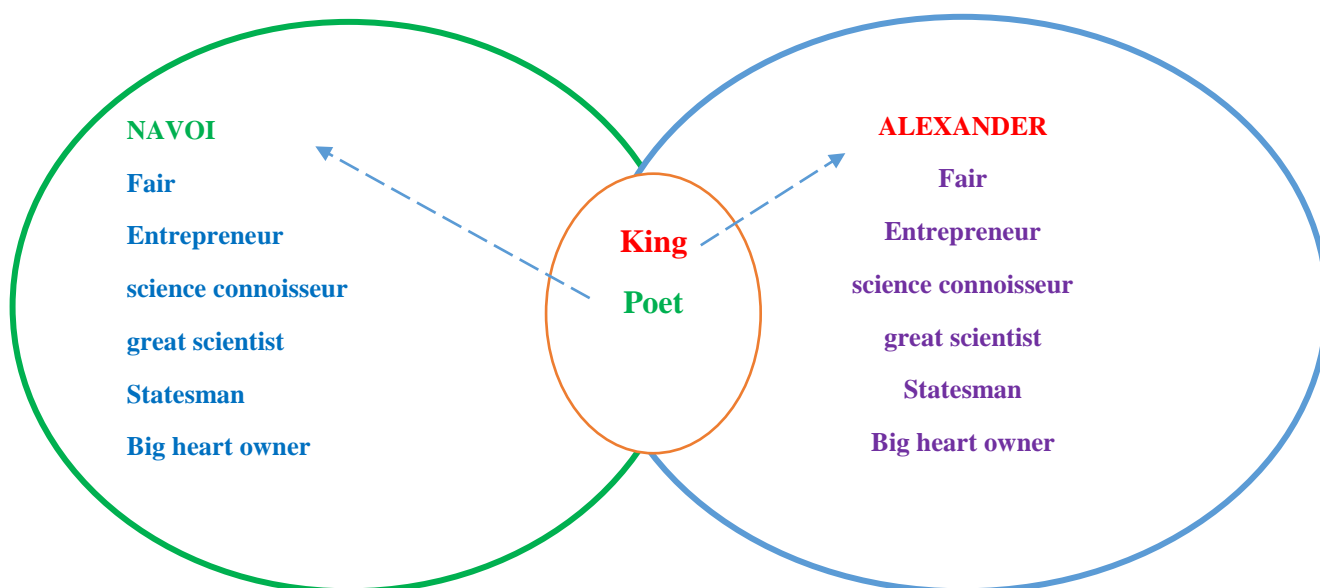 NAVOI
Fair
Entrepreneur
science connoisseur
great scientist
Statesman
Big heart owner
King
Poet
ALEXANDER
Fair
Entrepreneur
science connoisseur
great scientist
Statesman
Big heart owner